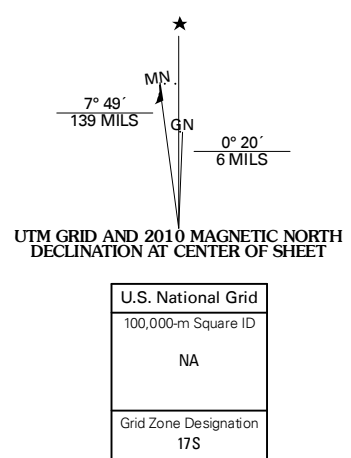 ★
MN
7° 49´
139 MILS
GN
0° 20´
6 MILS
UTM GRID AND 2010 MAGNETIC NORTH
DECLINATION AT CENTER OF SHEET
U.S. National Grid
100,000-m Square ID
NA
Grid Zone Designation
17S